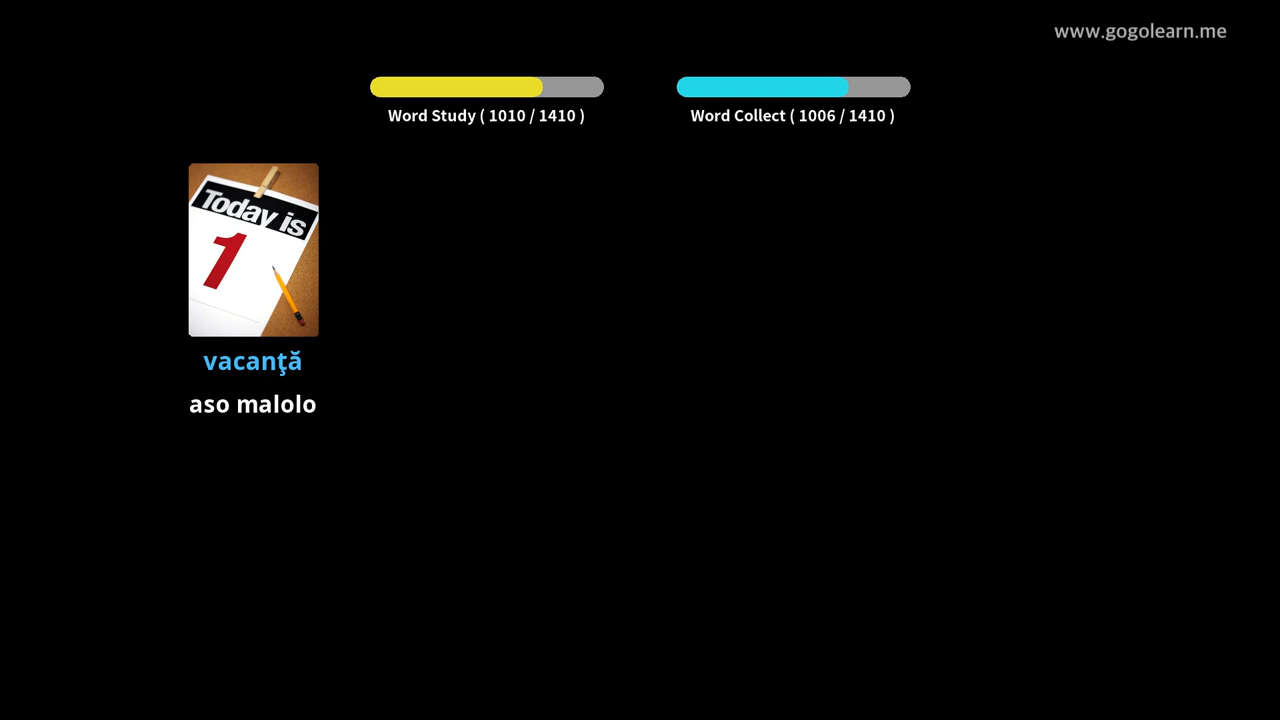 www.gogolearn.me
Word Study ( 1010 / 1410 )
Word Collect ( 1006 / 1410 )
Today is
1
vacanţă
aso malolo